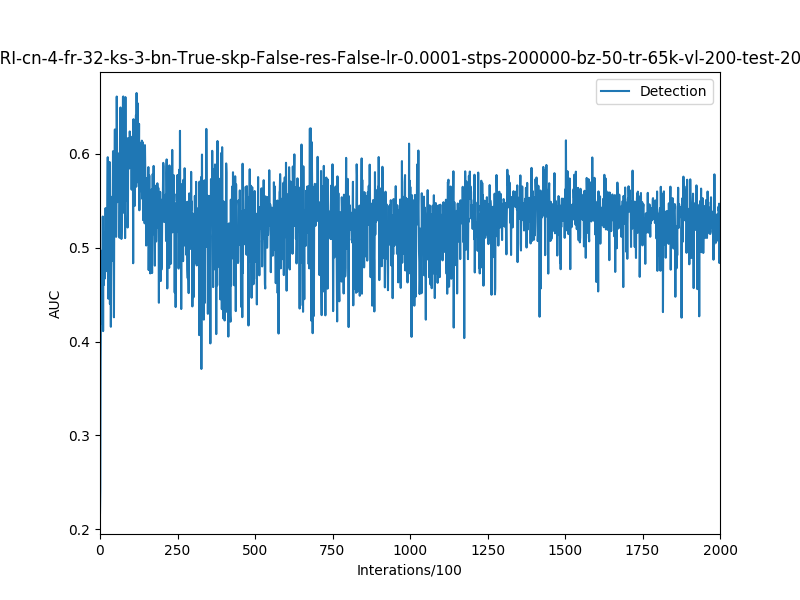 RI-cn-4-fr-32-ks-3-bn-True-skp-False-res-False-lr-0.0001-stps-200000-bz-50-tr-65k-vl-200-test-20
Detection
AUC
0.6
0.5
0.4
0.3
0.2
0 250 500 750 1000 1250 1500 1750 2000
Interations/100